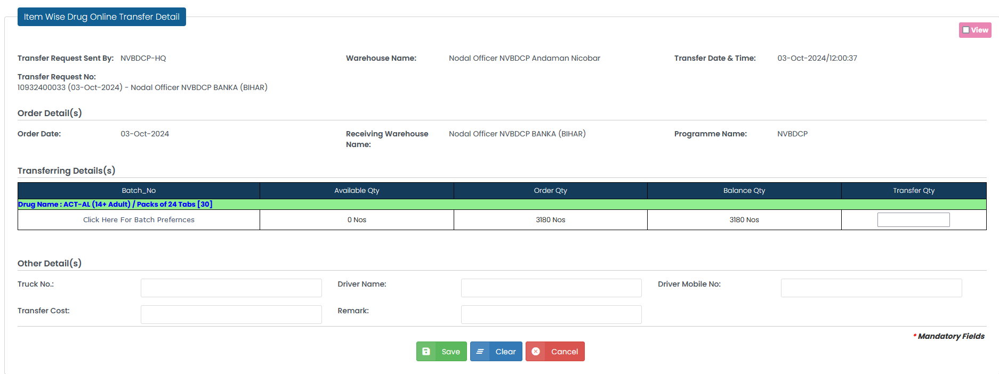 Item Wise Drug Online Transfer Detail
View
Transfer Request Sent By: NVBDCP-HQ Warehouse Name: Nodal Officer NVBDCP Andaman Nicobar Transfer Date & Time: 03-Oct-2024/12:00:37
Transfer Request No:
10932400033 (03-Oct-2024) - Nodal Officer NVBDCP BANKA (BIHAR)
Order Detail(s)
Order Date: 03-Oct-2024 Receiving Warehouse Name: Nodal Officer NVBDCP BANKA (BIHAR) Programme Name: NVBDCP
Transferring Details(s)
Batch_No Available Qty Order Qty Balance Qty Transfer Qty
Drug Name : ACT-AL (14+ Adult) / Packs of 24 Tabs [30]
Click Here For Batch Prefernces 0 Nos 3180 Nos 3180 Nos
Other Detail(s)
Truck No.: Driver Name: Driver Mobile No:
Transfer Cost: Remark:
* Mandatory Fields
Save Clear Cancel